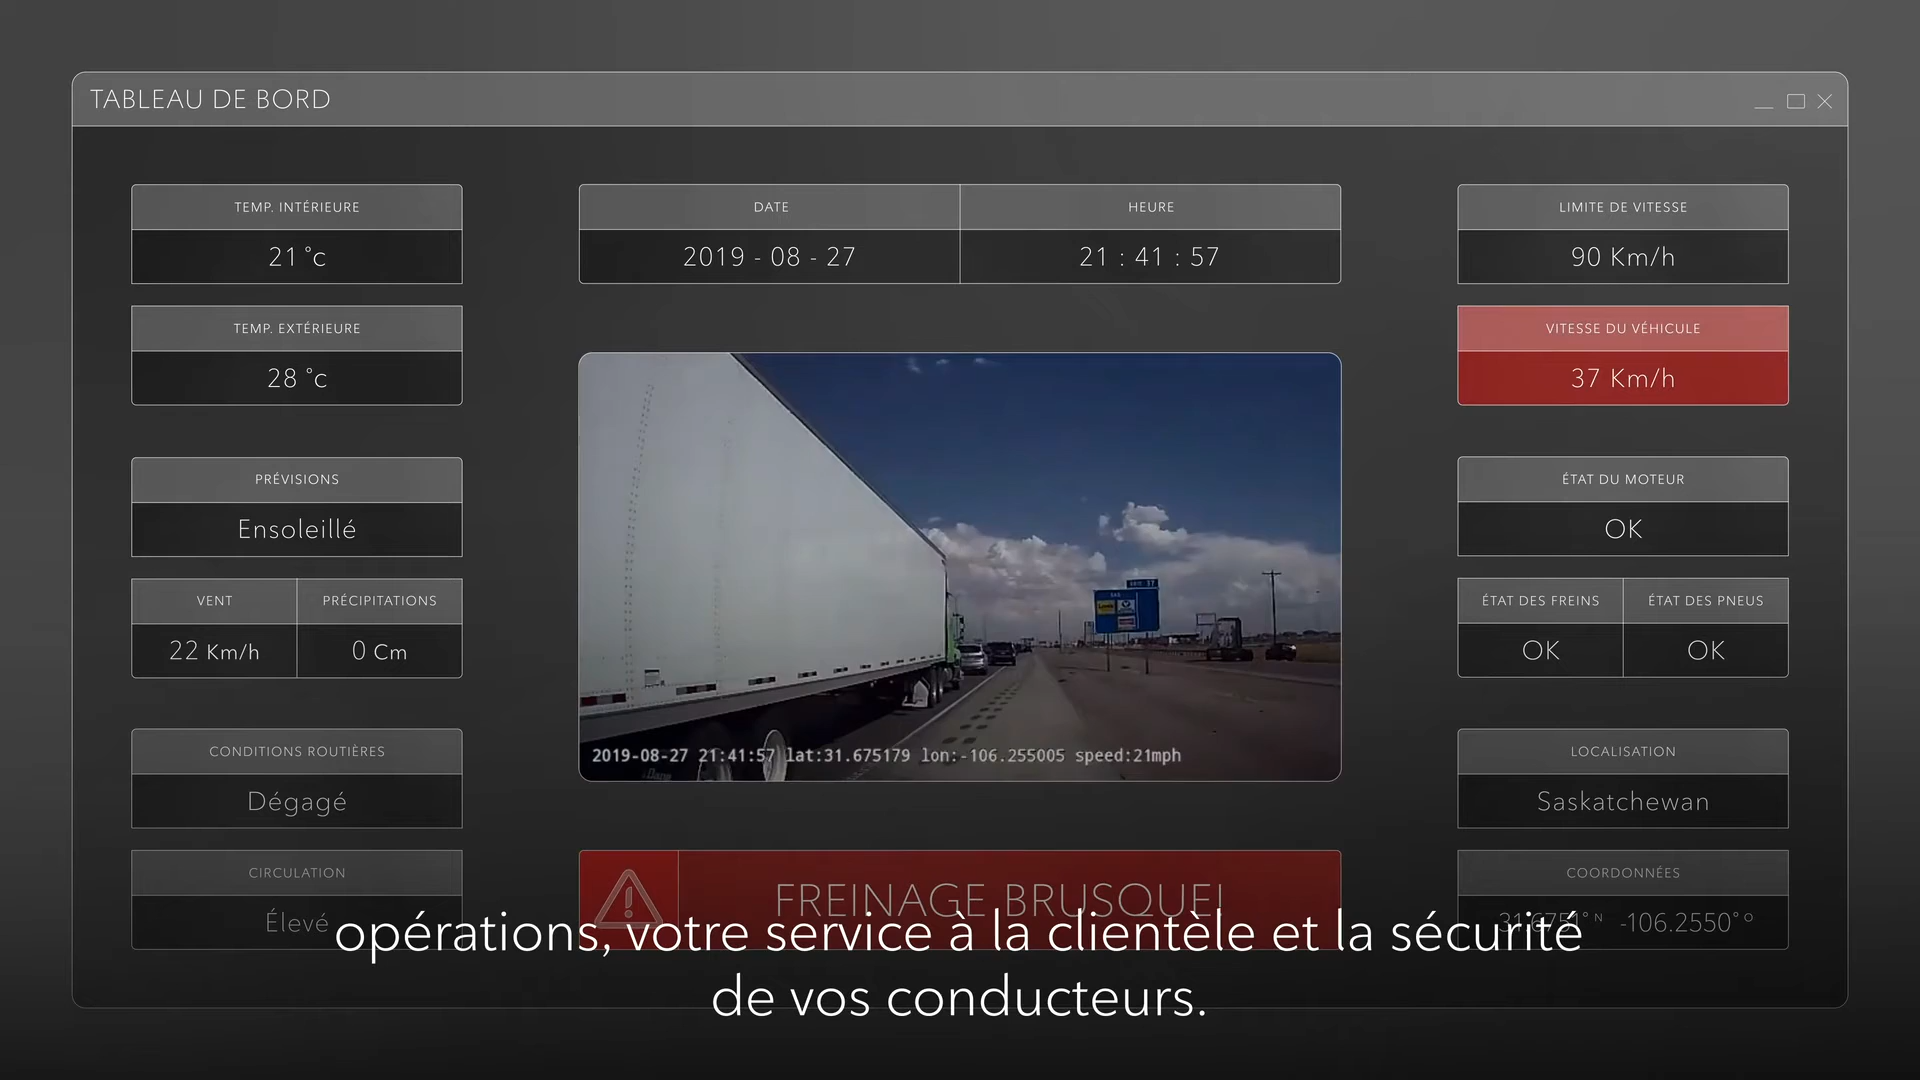 TABLEAU DE BORD
TEMP. INTÉRIEURE
21 °c
TEMP. EXTÉRIEURE
28 °c
PRÉVISIONS
Ensoleillé
VENT
PRÉCIPITATIONS
22 Km/h
0 Cm
CONDITIONS ROUTIÈRES
Dégagé
CIRCULATION
Élevé
DATE
HEURE
2019 - 08 - 27
21 : 41 : 57
2019-08-27 21:41:57 lat:31.675179 lon:-106.255005 speed:21mph
FREINAGE BRUSQUE!
LIMITE DE VITESSE
90 Km/h
VITESSE DU VÉHICULE
37 Km/h
ÉTAT DU MOTEUR
OK
ÉTAT DES FREINS
ÉTAT DES PNEUS
OK
OK
LOCALISATION
Saskatchewan
COORDONNÉES
31.6751° N -106.2550° O
opérations, votre service à la clientèle et la sécurité
de vos conducteurs.